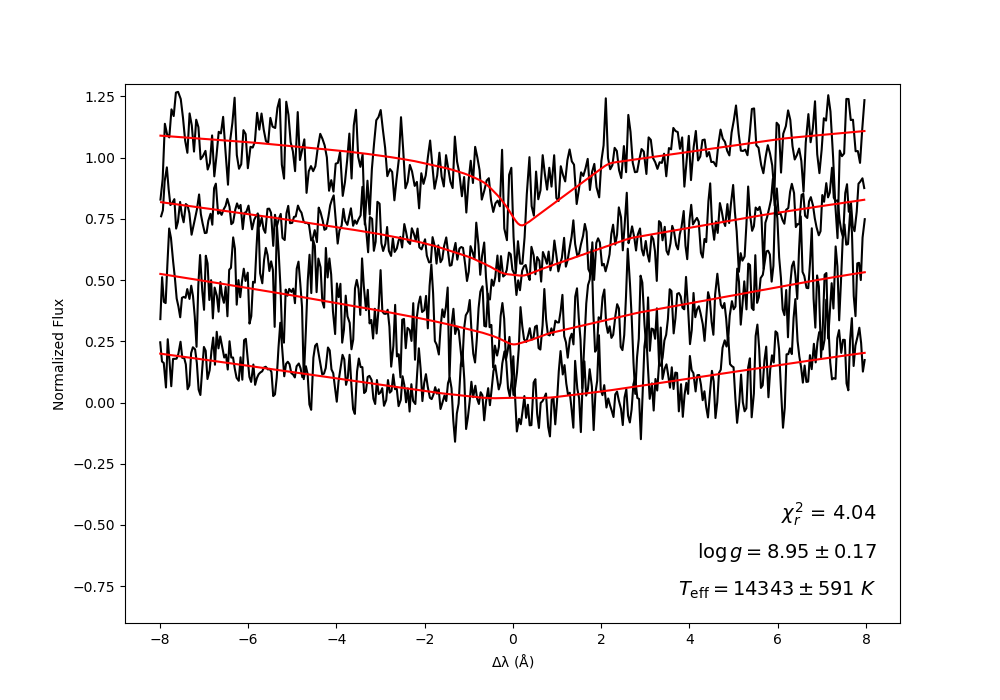 1.25
1.00
0.75
0.50
0.25
0.00
−0.25
−0.50
−0.75
Normalized Flux
χ²ᵣ = 4.04
log g = 8.95 ± 0.17
T_eff = 14343 ± 591 K
−8 −6 −4 −2 0 2 4 6 8
Δλ (Å)